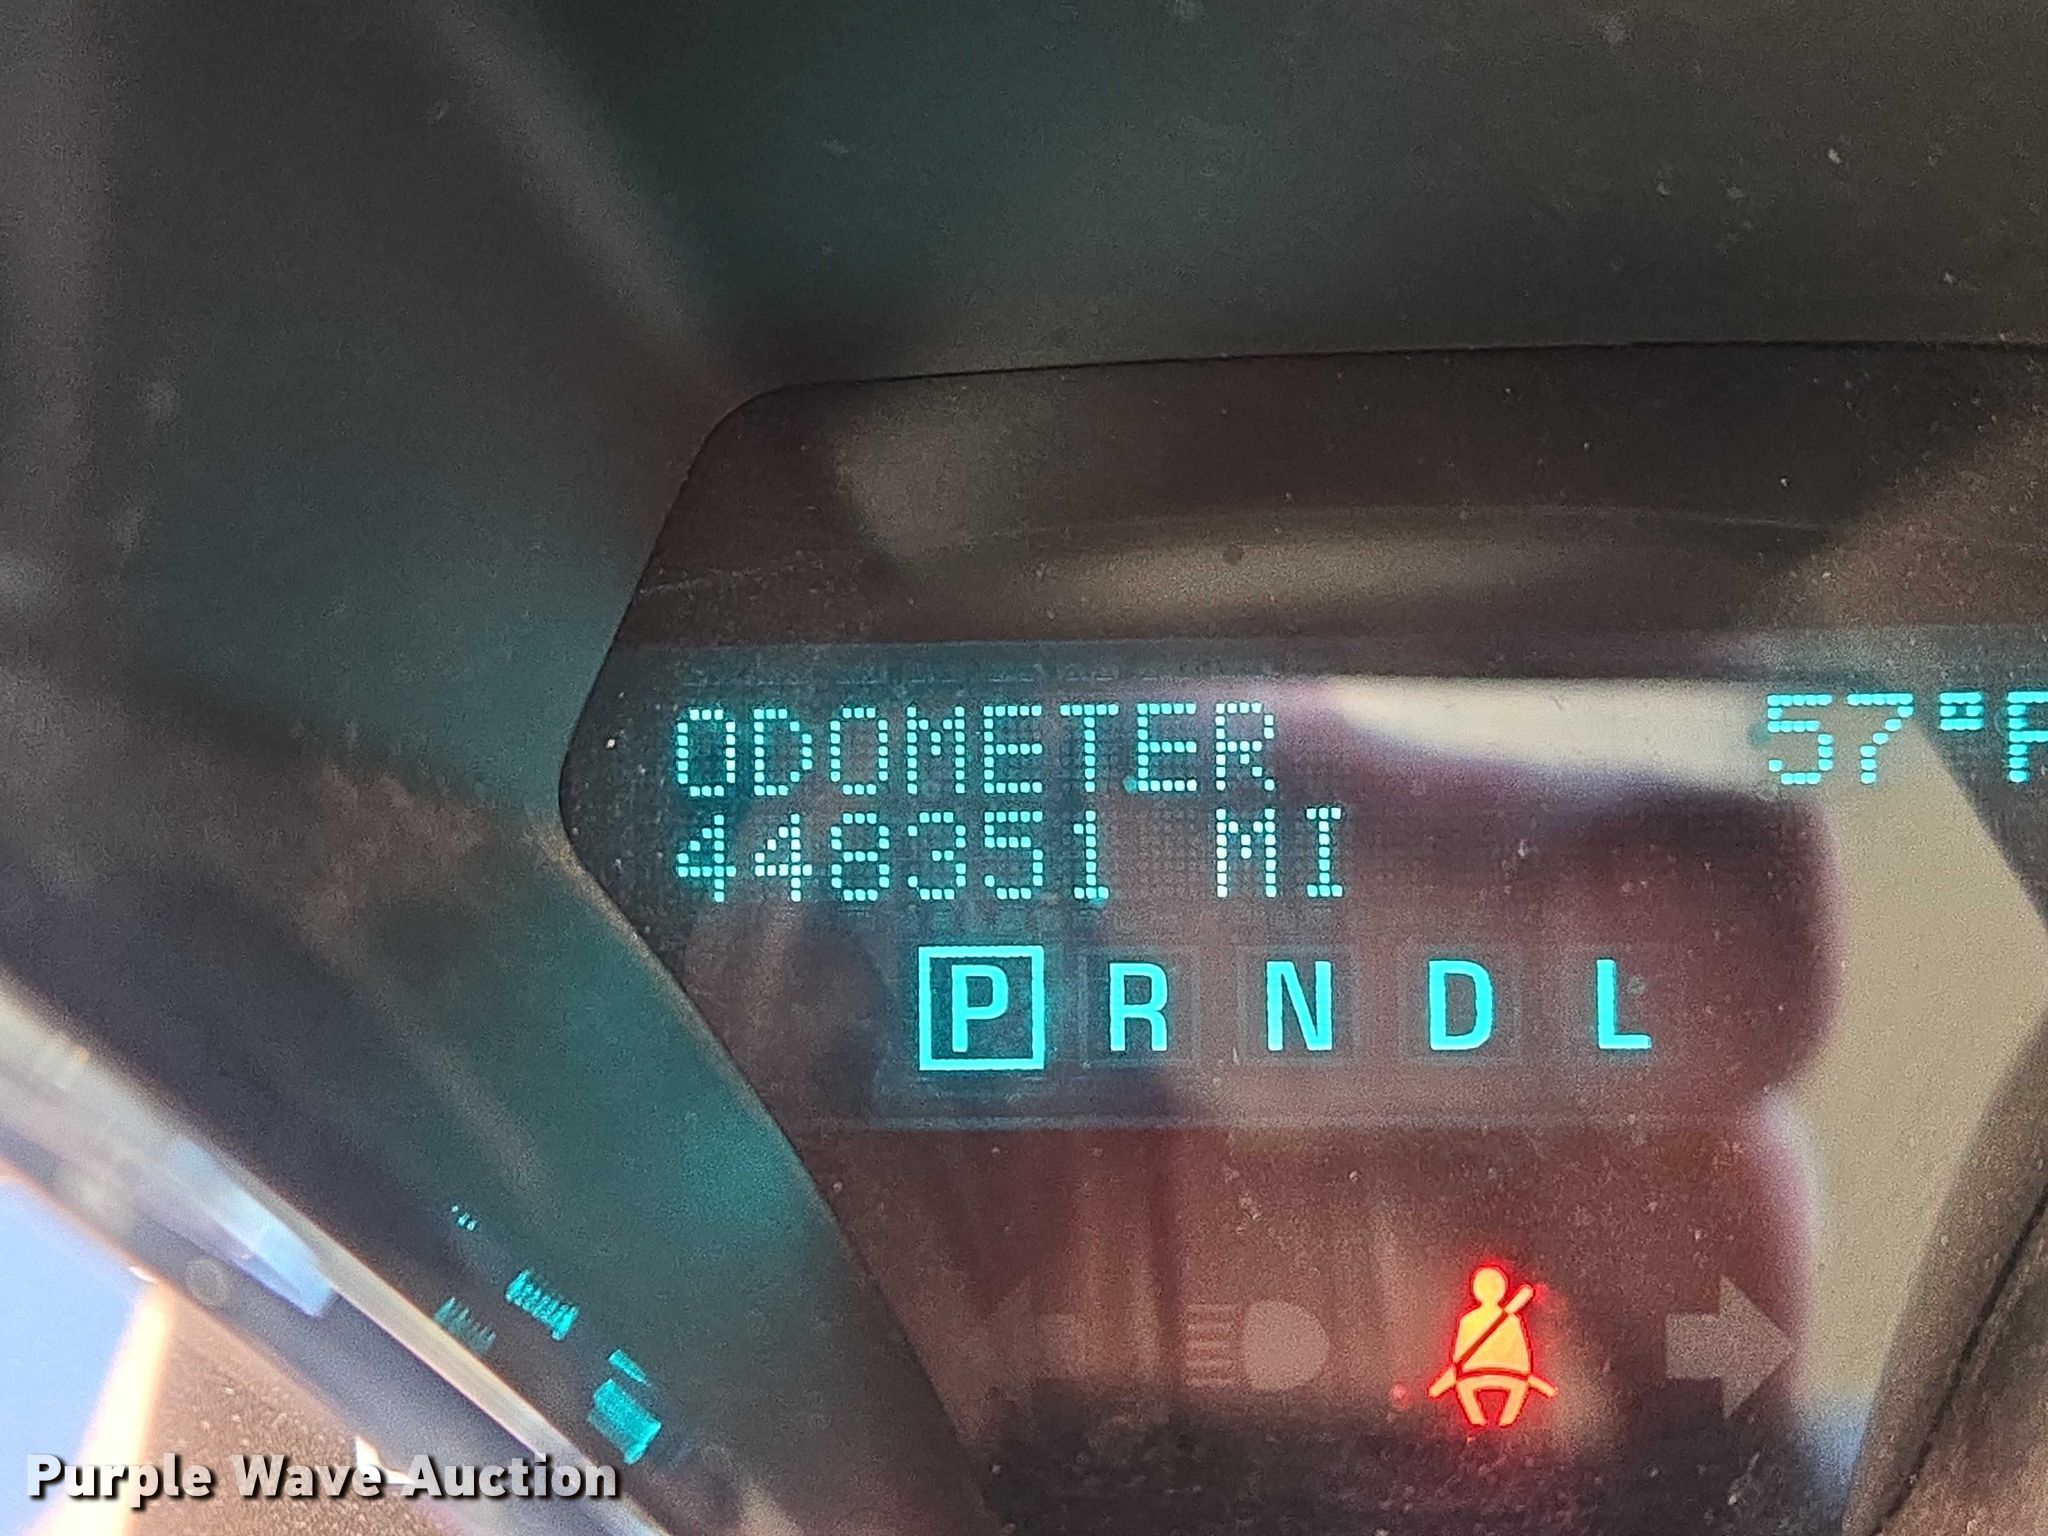 ODOMETER 57°F
448351 MI
P R N D L
Purple Wave Auction